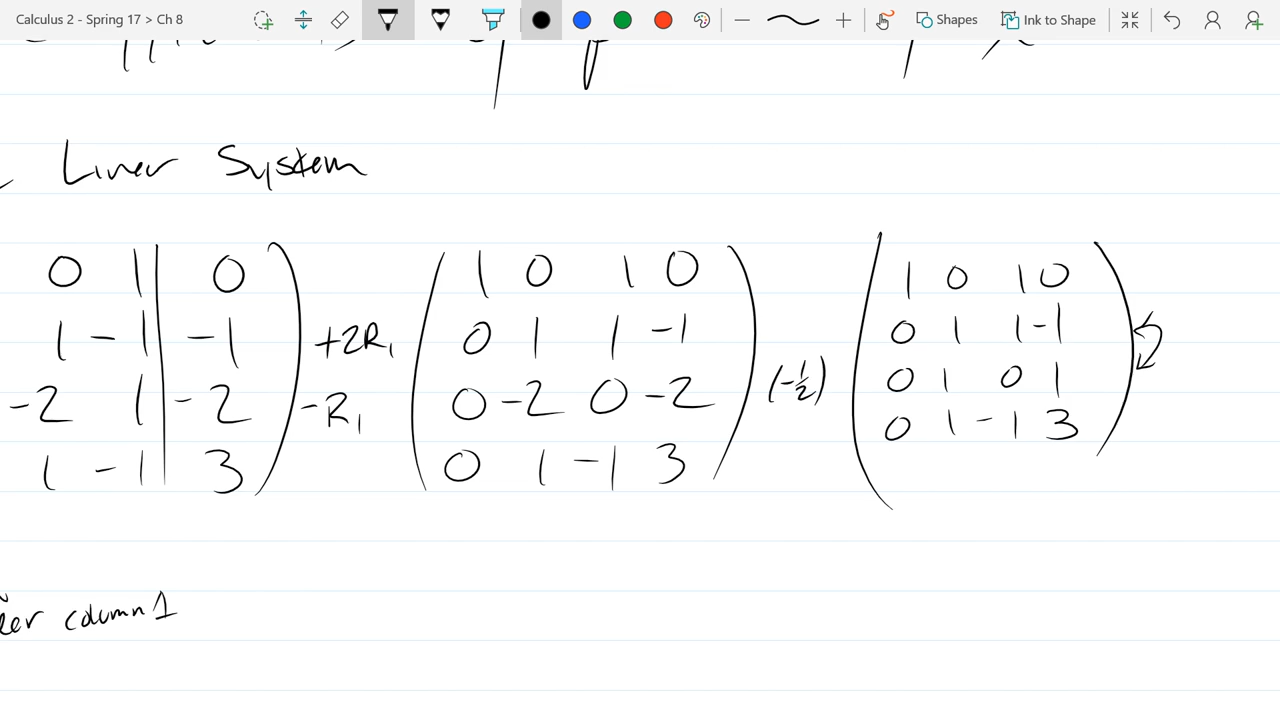 Calculus 2 - Spring 17 > Ch 8
Shapes
Ink to Shape
Liner System
0 1 | 0
1 -1 | -1
-2 1 | -2
1 -1 | 3
+2R₁
-R₁
1 0 1 0
0 1 1 -1
0 -2 0 -2
0 1 -1 3
(-1/2)
1 0 1 0
0 1 1 -1
0 1 0 1
0 1 -1 3
column 1